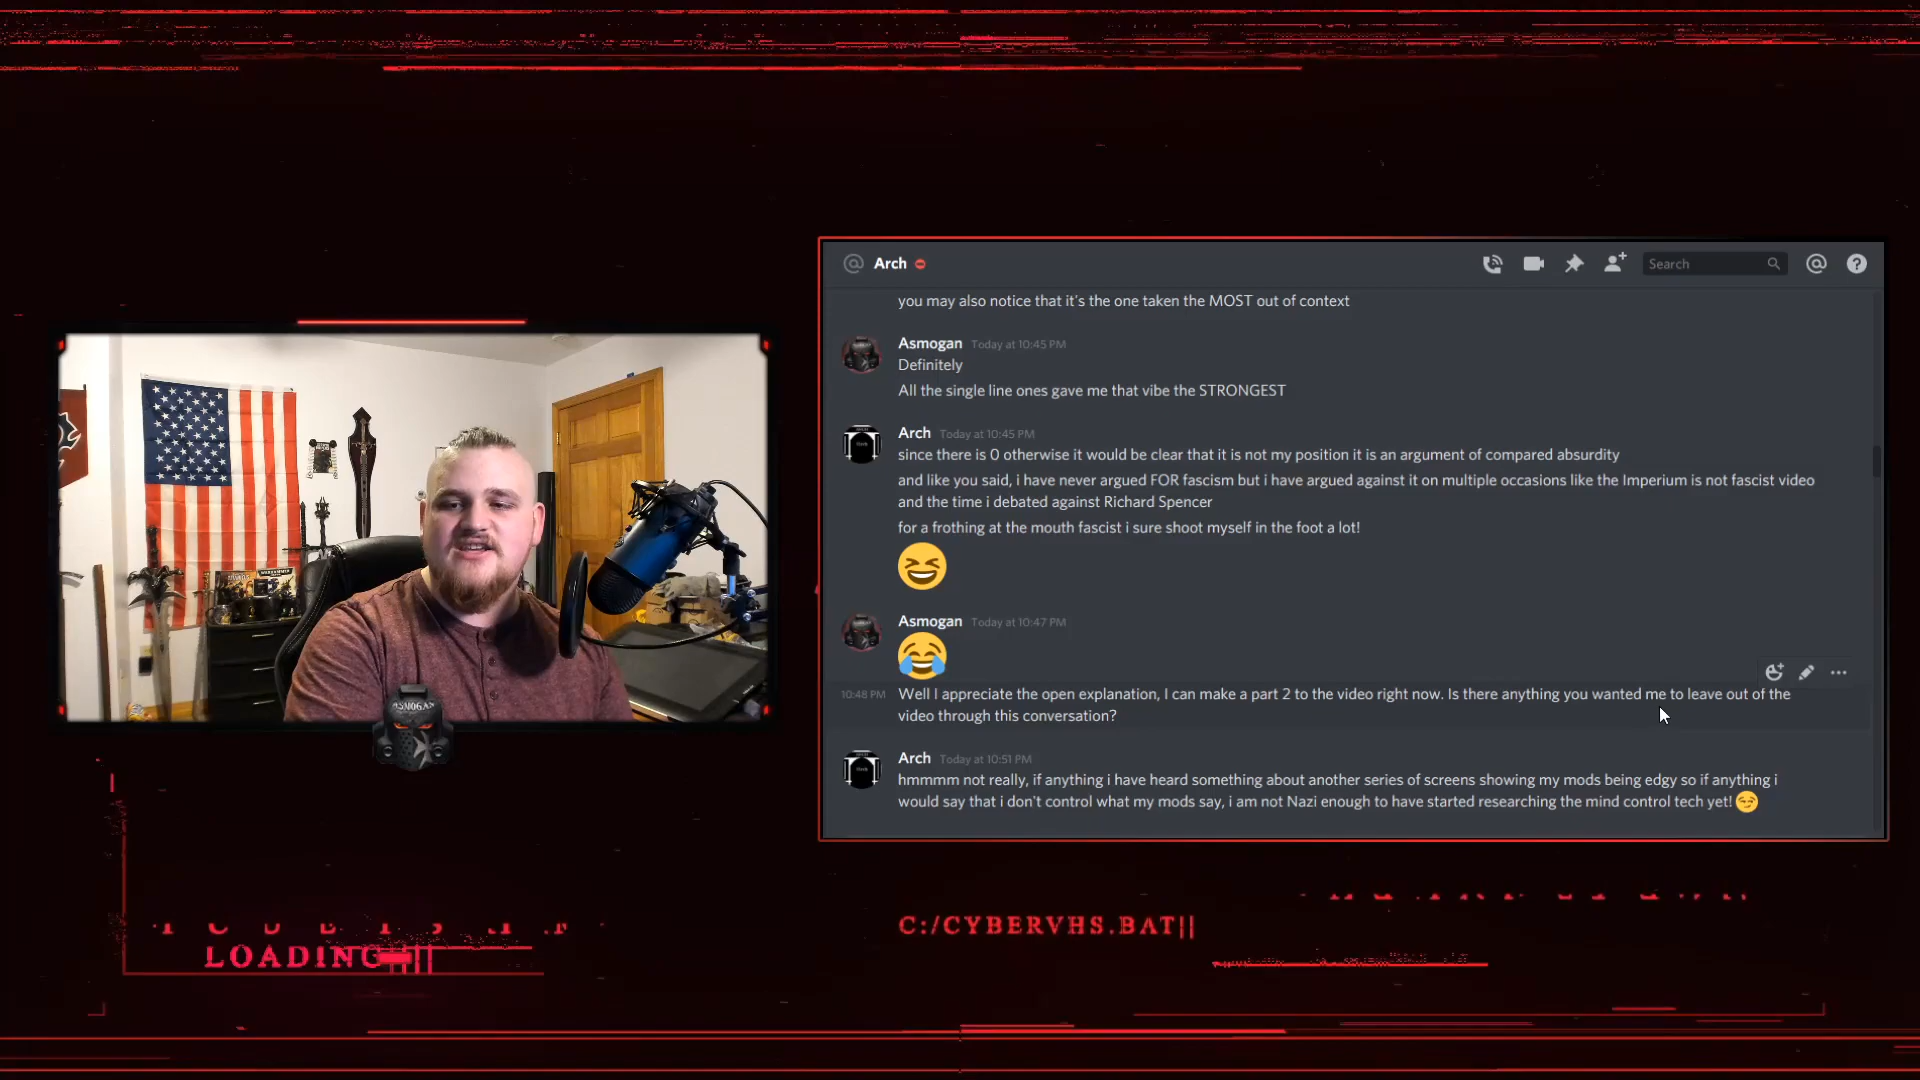 Arch
Search
you may also notice that it's the one taken the MOST out of context
Asmogan Today at 10:45 PM
Definitely
All the single line ones gave me that vibe the STRONGEST
Arch Today at 10:45 PM
since there is 0 otherwise it would be clear that it is not my position it is an argument of compared absurdity
and like you said, i have never argued FOR fascism but i have argued against it on multiple occasions like the Imperium is not fascist video
and the time i debated against Richard Spencer
for a frothing at the mouth fascist i sure shoot myself in the foot a lot!
Asmogan Today at 10:47 PM
10:48 PM Well I appreciate the open explanation, I can make a part 2 to the video right now. Is there anything you wanted me to leave out of the
video through this conversation?
Arch Today at 10:51 PM
hmmmm not really, if anything i have heard something about another series of screens showing my mods being edgy so if anything i
would say that i don't control what my mods say, i am not Nazi enough to have started researching the mind control tech yet!
ASMOGAN
C:/CYBERVHS.BAT||
LOADING